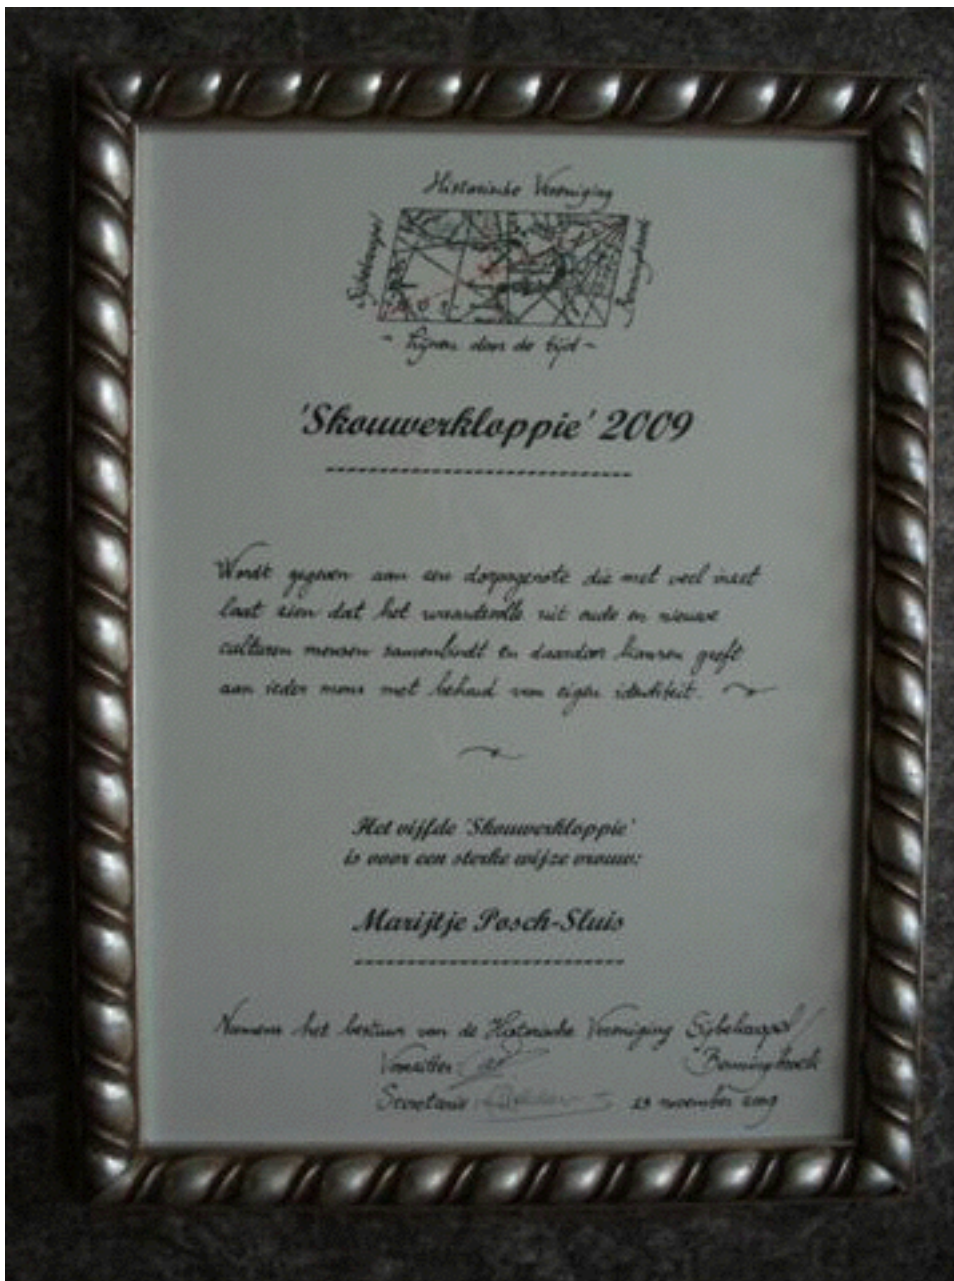 Historische Vereniging
Sijbekarspel
Benningbroek
~ lijnen door de tijd ~
'Skouwerkloppie' 2009
Wordt gegeven aan een dorpsgenote die met veel inzet
laat zien dat het waardevolle uit oude en nieuwe
culturen mensen samenbindt en daardoor kansen geeft
aan ieder mens met behoud van eigen identiteit.
Het vijfde 'Skouwerkloppie'
is voor een sterke wijze vrouw:
Marijtje Posch-Sluis
Namens het bestuur van de Historische Vereniging Sijbekarspel/
Voorzitter Benningbroek
Secretaris 23 november 2009